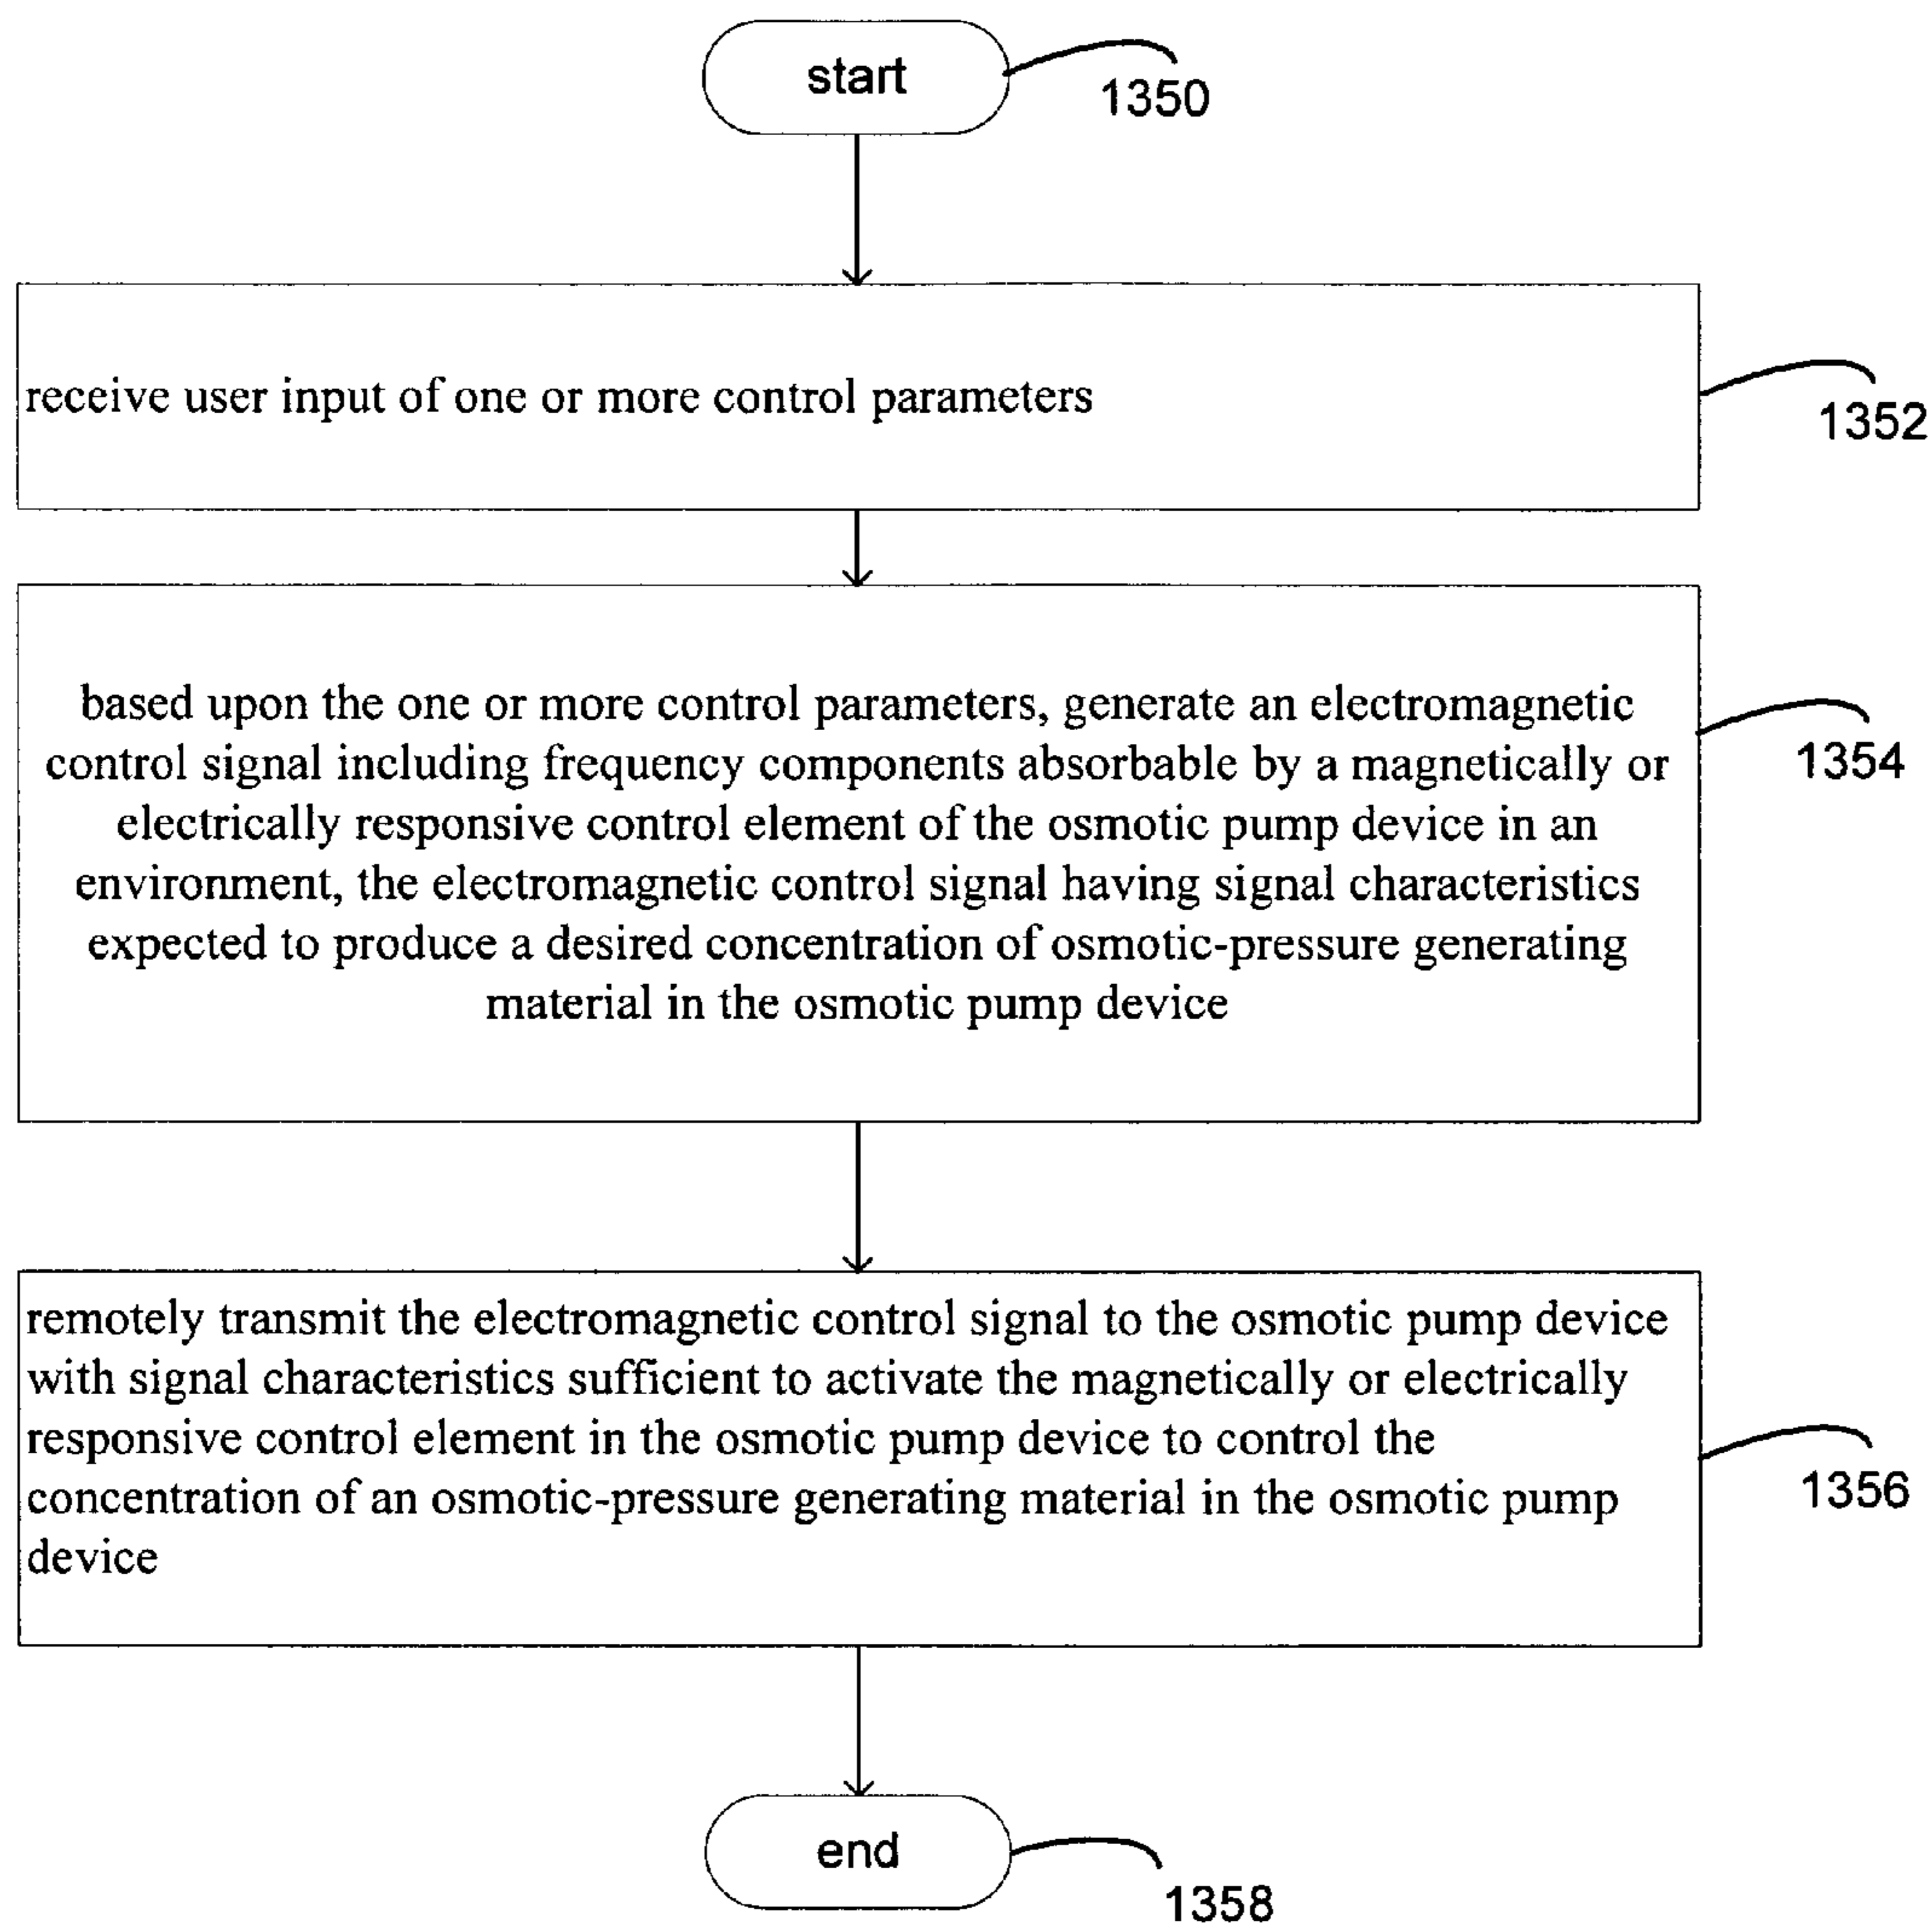 start
1350
receive user input of one or more control parameters
1352
based upon the one or more control parameters, generate an electromagnetic
control signal including frequency components absorbable by a magnetically or
electrically responsive control element of the osmotic pump device in an
environment, the electromagnetic control signal having signal characteristics
expected to produce a desired concentration of osmotic-pressure generating
material in the osmotic pump device
1354
remotely transmit the electromagnetic control signal to the osmotic pump device
with signal characteristics sufficient to activate the magnetically or electrically
responsive control element in the osmotic pump device to control the
concentration of an osmotic-pressure generating material in the osmotic pump
device
1356
end
1358